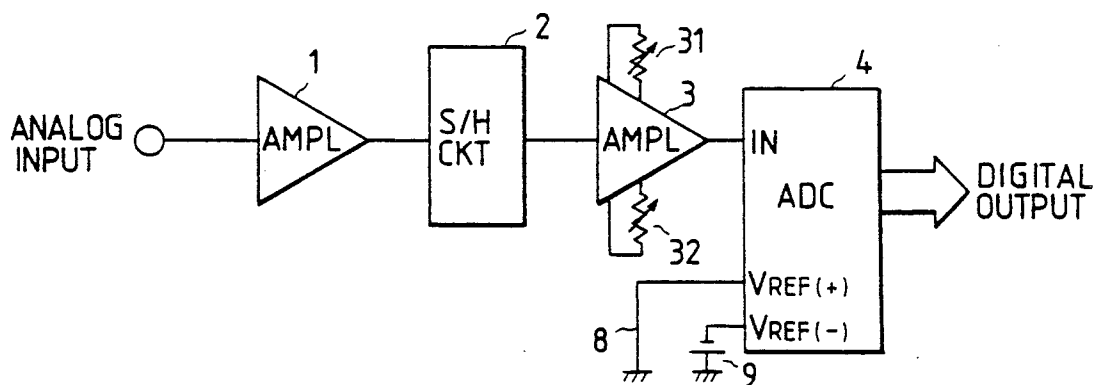 ANALOG
INPUT
1
AMPL
2
S/H
CKT
31
3
AMPL
32
4
IN
ADC
VREF(+)
VREF(-)
8
9
DIGITAL
OUTPUT